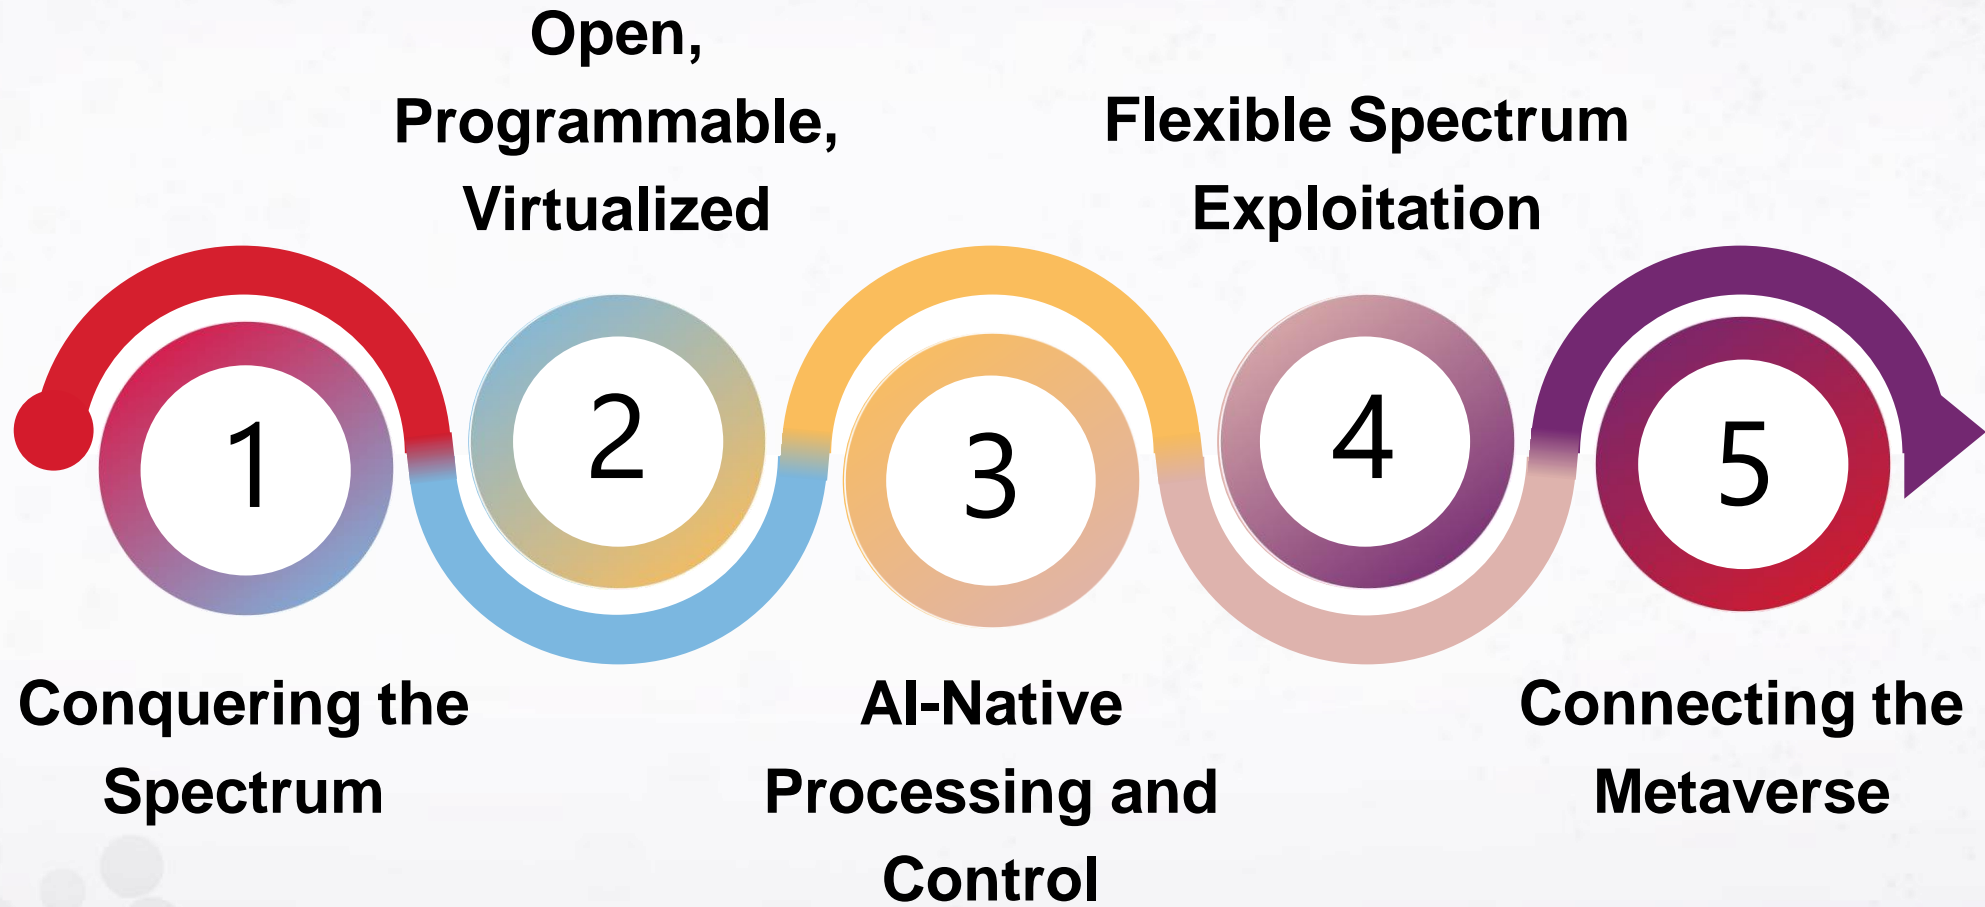 Open,
Programmable,
Virtualized
Flexible Spectrum
Exploitation
1
2
3
4
5
Conquering the
Spectrum
AI-Native
Processing and
Control
Connecting the
Metaverse